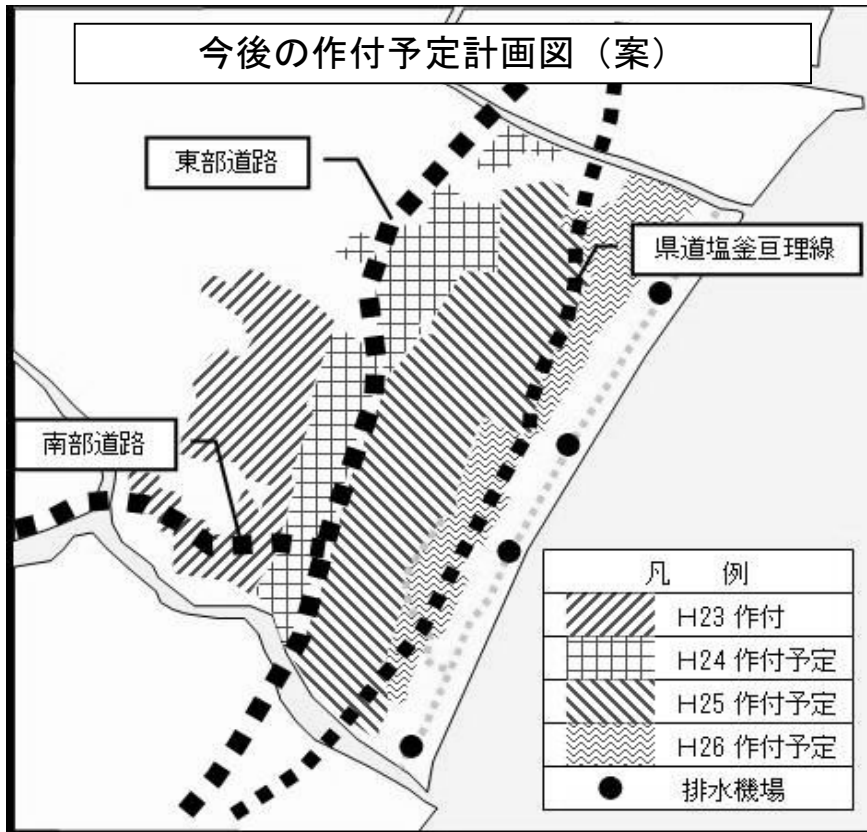 今後の作付予定計画図（案）
東部道路
県道塩釜亘理線
南部道路
凡　例
H23 作付
H24 作付予定
H25 作付予定
H26 作付予定
排水機場